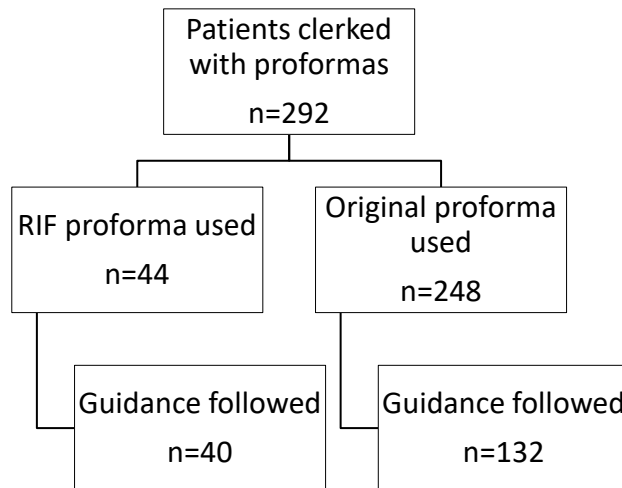 Patients clerked
with proformas
n=292
RIF proforma used
n=44
Original proforma
used
n=248
Guidance followed
n=40
Guidance followed
n=132